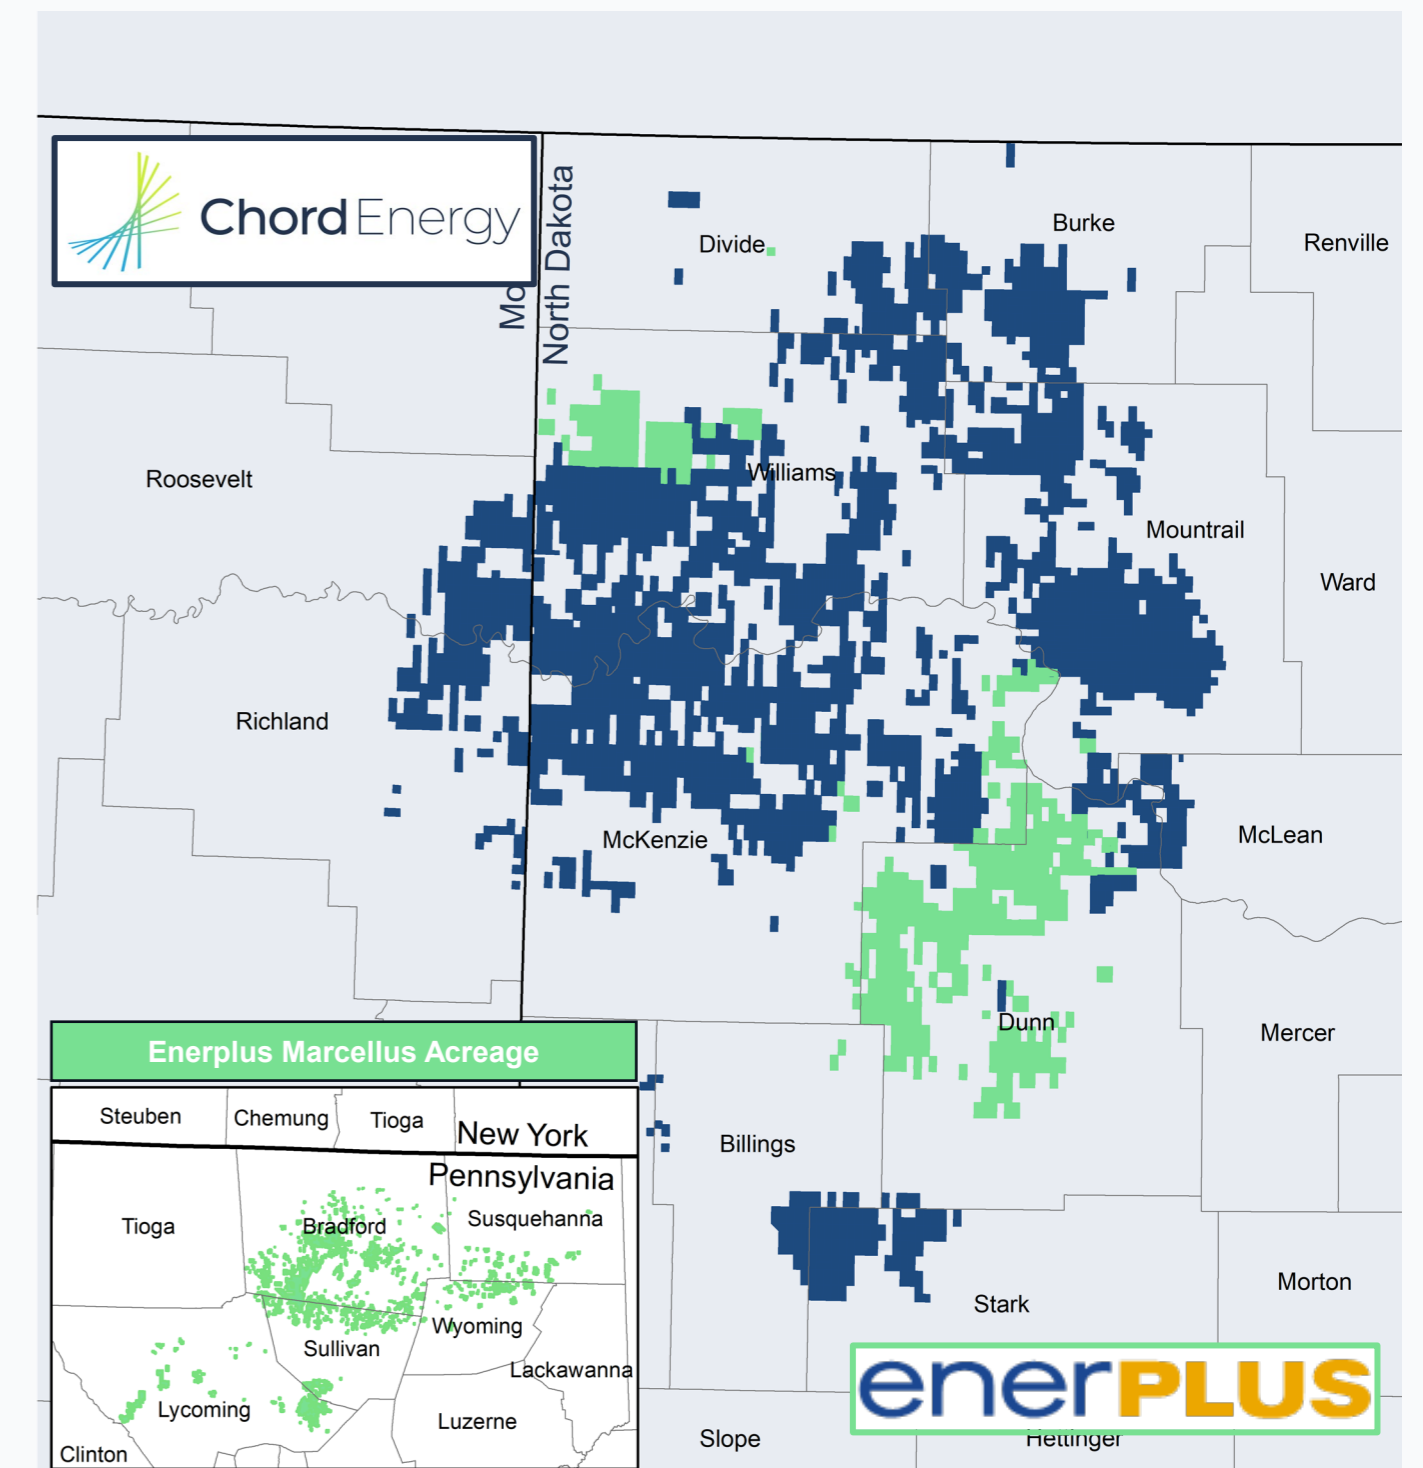 Chord Energy
Mo
North Dakota
Divide
Burke
Renville
Roosevelt
Williams
Mountrail
Ward
Richland
McKenzie
McLean
Dunn
Mercer
Enerplus Marcellus Acreage
Steuben
Chemung
Tioga
New York
Pennsylvania
Tioga
Bradford
Susquehanna
Sullivan
Wyoming
Lackawanna
Lycoming
Luzerne
Clinton
Billings
Stark
Morton
enerPLUS
Slope
Hettinger